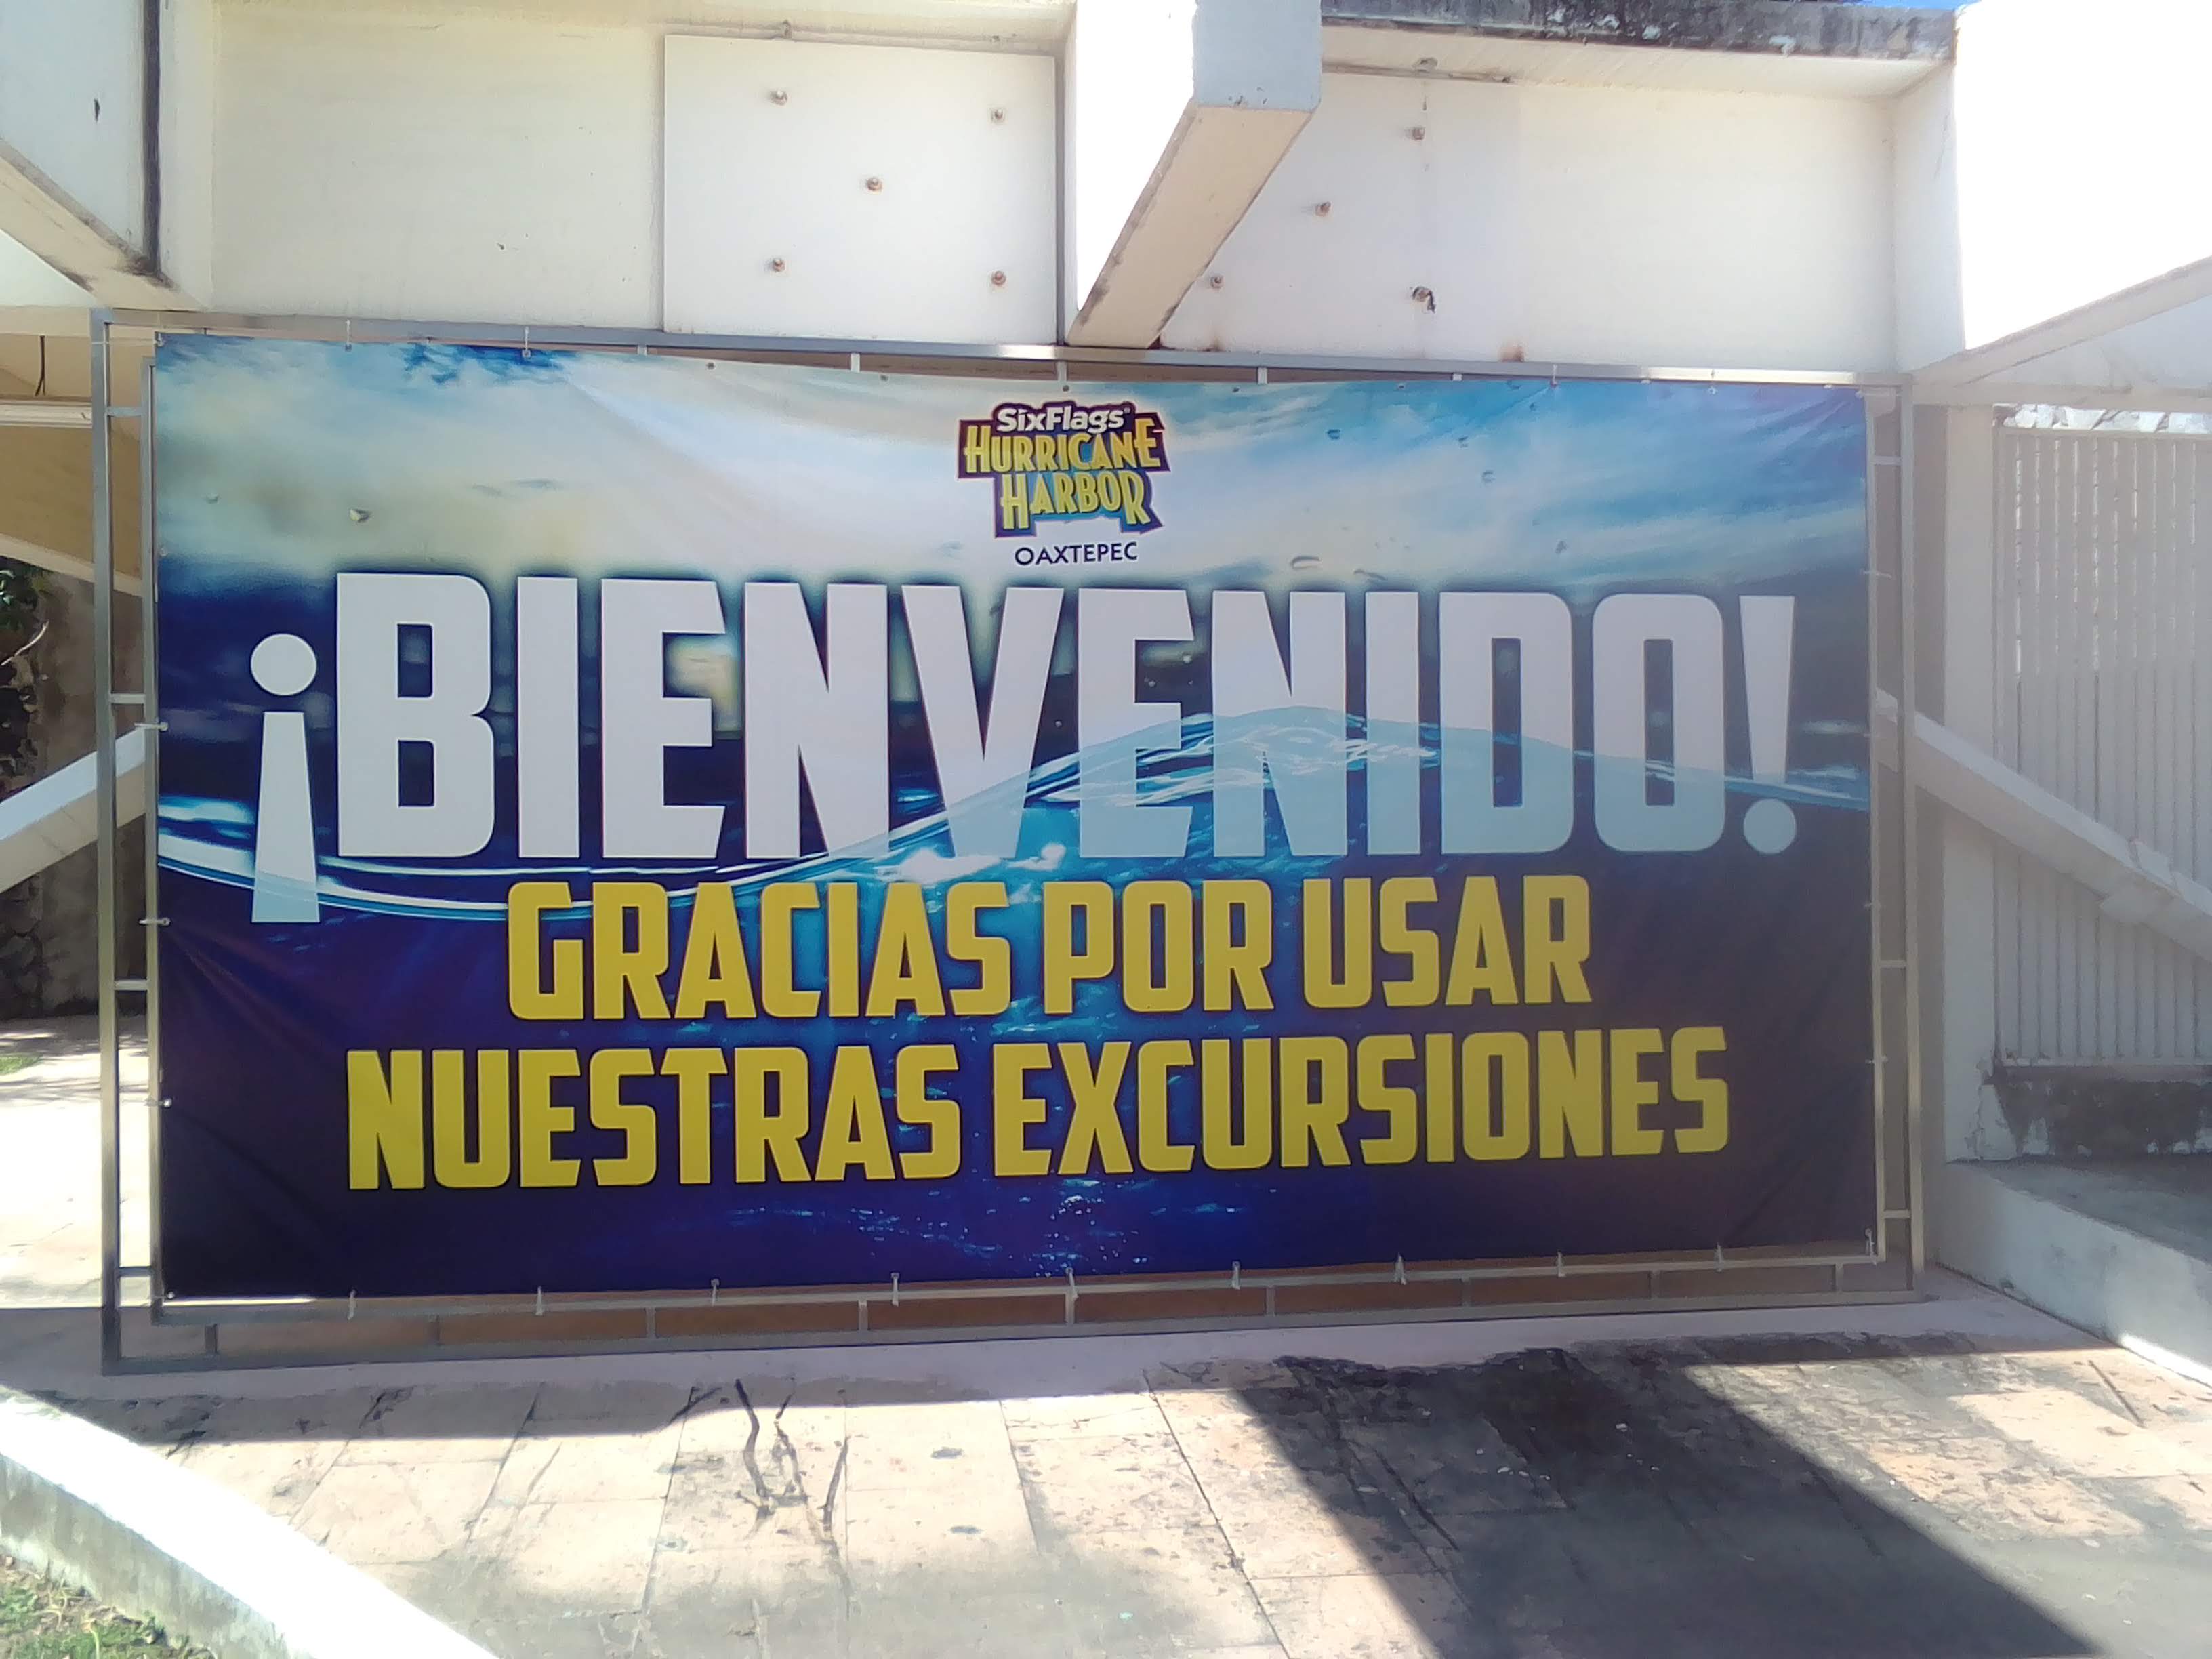 SixFlags
HURRICANE
HARBOR
OAXTEPEC
¡BIENVENIDO!
GRACIAS POR USAR
NUESTRAS EXCURSIONES